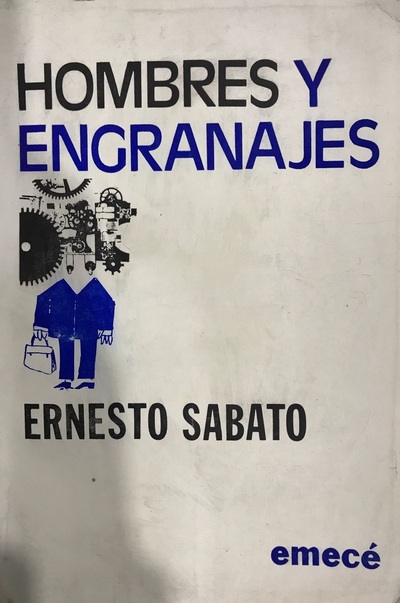 HOMBRES Y
ENGRANAJES
ERNESTO SABATO
emecé